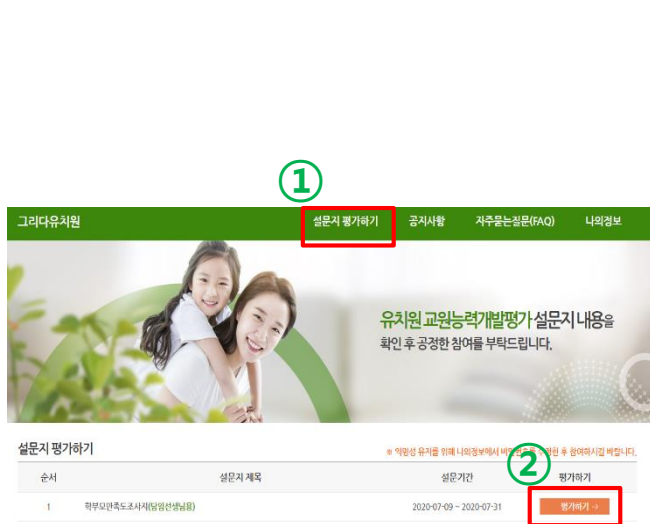 ①
그리다유치원 설문지 평가하기 공지사항 자주묻는질문(FAQ) 나의정보
유치원 교원능력개발평가 설문지 내용을
확인 후 공정한 참여를 부탁드립니다.
설문지 평가하기
※ 익명성 유지를 위해 나의정보에서 후 참여하시길 바랍니다.
②
순서 설문지 제목 설문기간 평가하기
1 학부모만족도조사지(담임선생님용) 2020-07-09 ~ 2020-07-31 평가하기 →